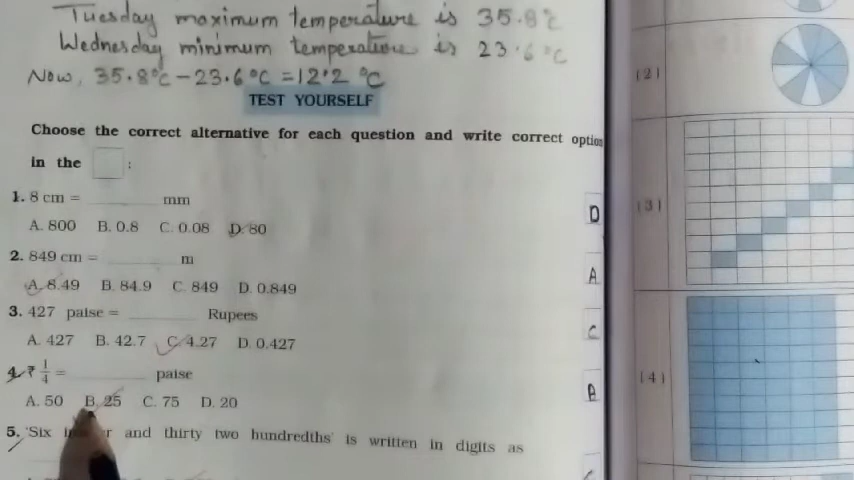 Tuesday maximum temperature is 35.8°C
Wednesday minimum temperature is 23.6°C
Now, 35.8°C-23.6°C=12.2 °C
TEST YOURSELF
Choose the correct alternative for each question and write correct option
in the :
1. 8 cm = ________ mm
A. 800 B. 0.8 C. 0.08 D. 80
D
2. 849 cm = ________ m
A. 8.49 B. 84.9 C. 849 D. 0.849
A
3. 427 paise = ________ Rupees
A. 427 B. 42.7 C. 4.27 D. 0.427
C
4. ₹ 1/4 = ________ paise
A. 50 B. 25 C. 75 D. 20
B
5. 'Six and thirty two hundredths' is written in digits as
(2)
(3)
(4)